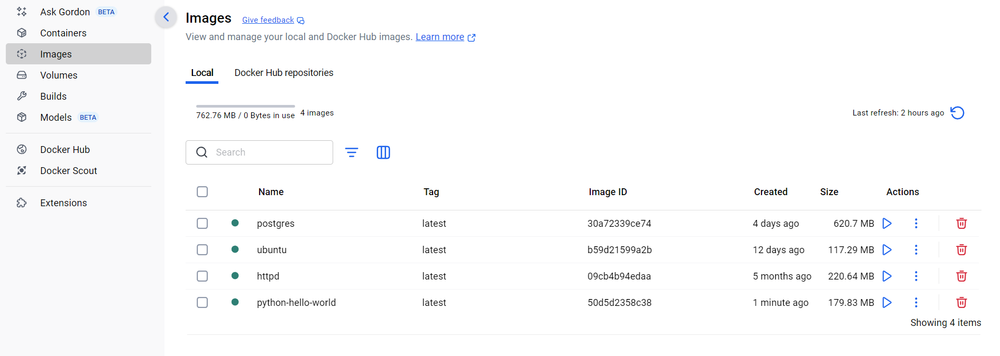 Ask Gordon BETA
Containers
Images
Volumes
Builds
Models BETA
Docker Hub
Docker Scout
Extensions
Images Give feedback
View and manage your local and Docker Hub images. Learn more
Local Docker Hub repositories
762.76 MB / 0 Bytes in use 4 images
Last refresh: 2 hours ago
Search
Name Tag Image ID Created Size Actions
postgres latest 30a72339ce74 4 days ago 620.7 MB
ubuntu latest b59d21599a2b 12 days ago 117.29 MB
httpd latest 09cb4b94edaa 5 months ago 220.64 MB
python-hello-world latest 50d5d2358c38 1 minute ago 179.83 MB
Showing 4 items